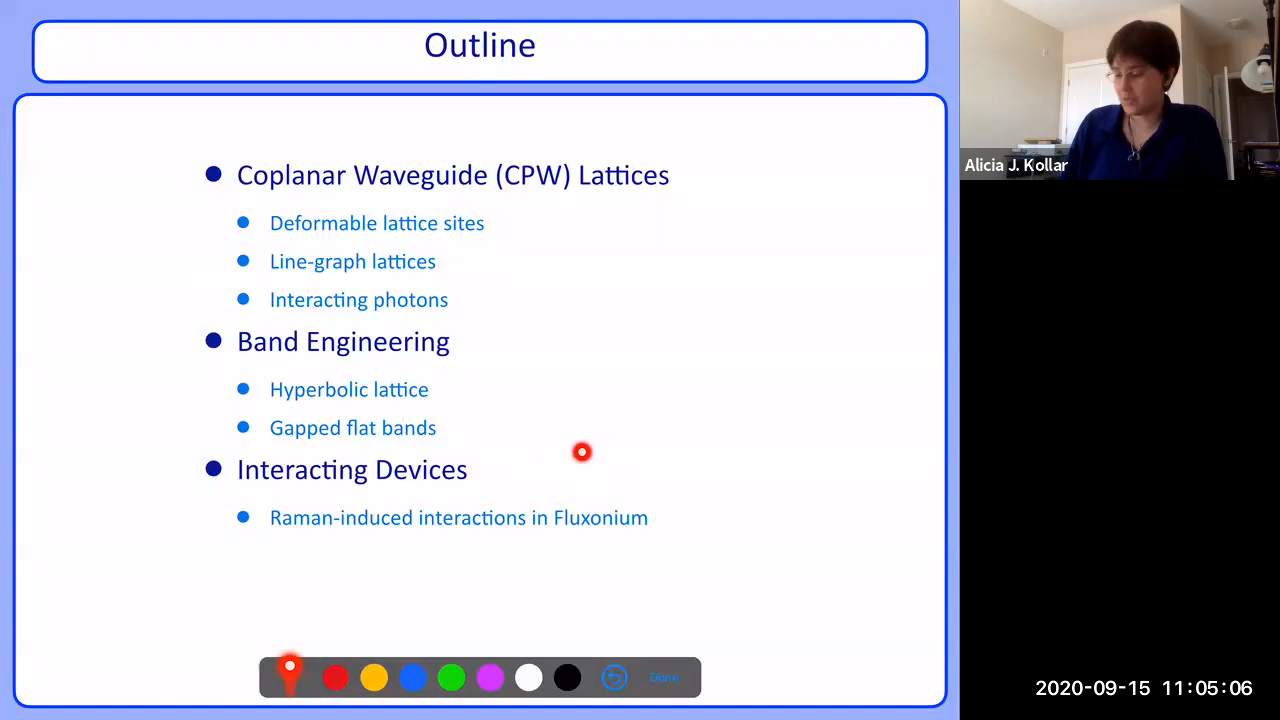 Outline
Coplanar Waveguide (CPW) Lattices
Deformable lattice sites
Line-graph lattices
Interacting photons
Band Engineering
Hyperbolic lattice
Gapped flat bands
Interacting Devices
Raman-induced interactions in Fluxonium
Done
Alicia J. Kollar
2020-09-15 11:05:06